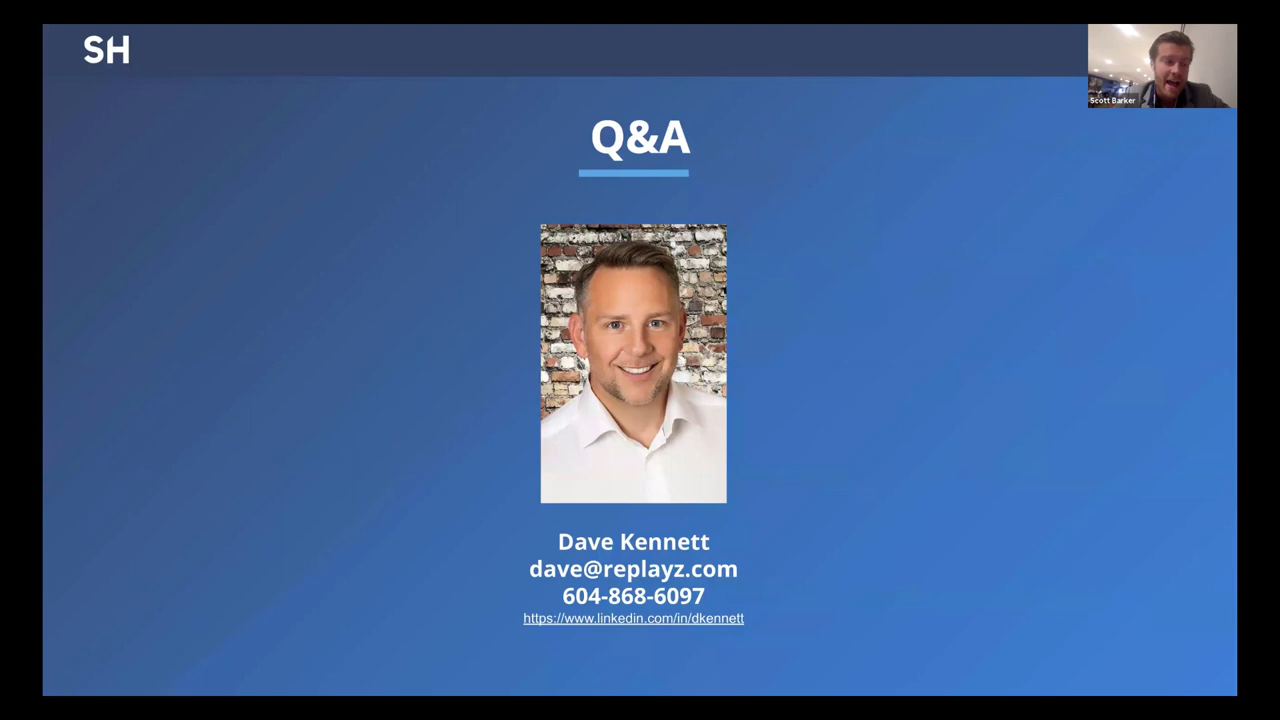 SH
Scott Barker
Q&A
Dave Kennett
dave@replayz.com
604-868-6097
https://www.linkedin.com/in/dkennett